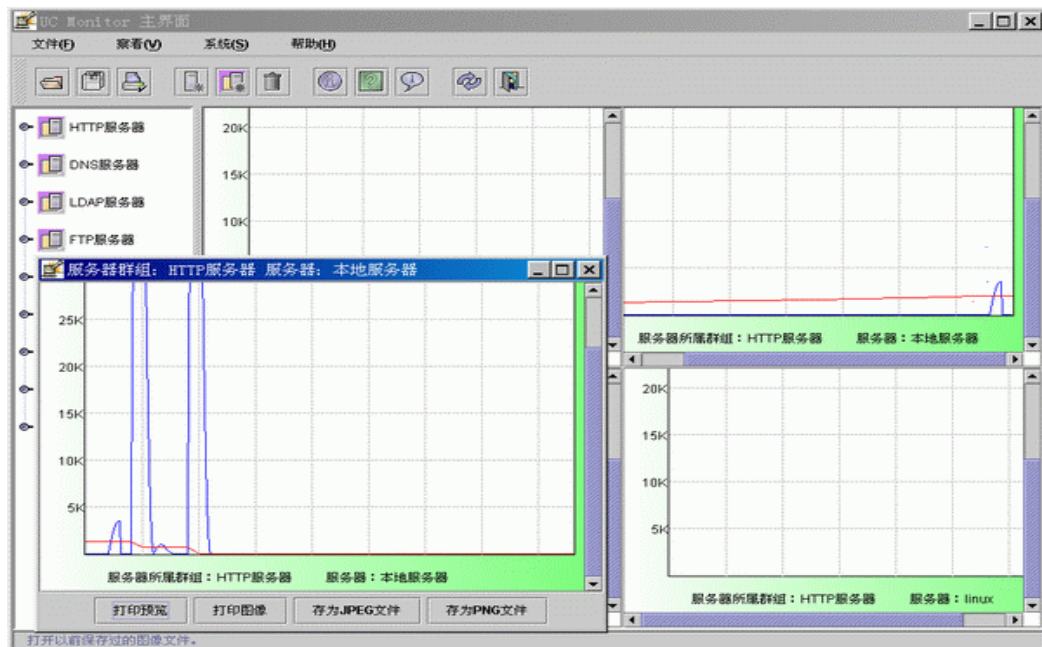 UC Monitor 主界面
文件(F) 察看(V) 系统(S) 帮助(H)
HTTP服务器
DNS服务器
LDAP服务器
FTP服务器
20K
15K
10K
服务器所属群组：HTTP服务器 服务器：本地服务器
服务器群组： HTTP服务器 服务器： 本地服务器
25K
20K
15K
10K
5K
服务器所属群组：HTTP服务器 服务器：本地服务器
打印预览 打印图像 存为JPEG文件 存为PNG文件
20K
15K
10K
5K
服务器所属群组：HTTP服务器 服务器：linux
打开以前保存过的图像文件。